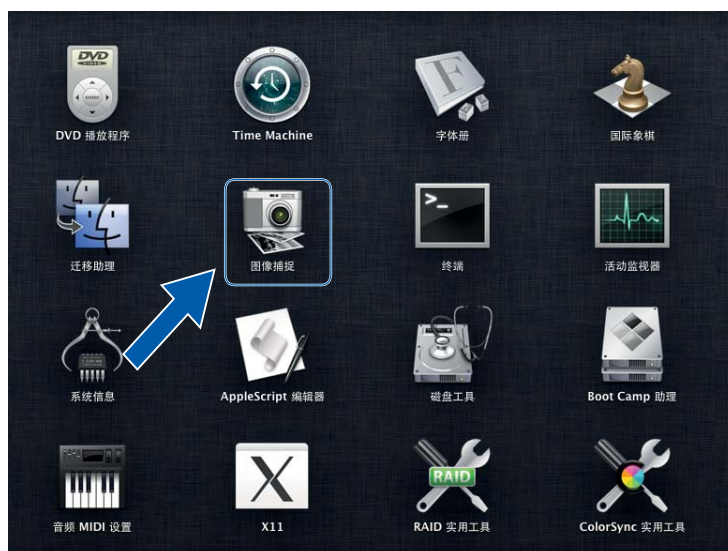 DVD
VIDEO
enter
DVD 播放程序
Time Machine
字体册
国际象棋
迁移助理
图像捕捉
>_
终端
活动监视器
系统信息
AppleScript 编辑器
磁盘工具
Boot Camp 助理
音频 MIDI 设置
X
X11
RAID
RAID 实用工具
ColorSync 实用工具